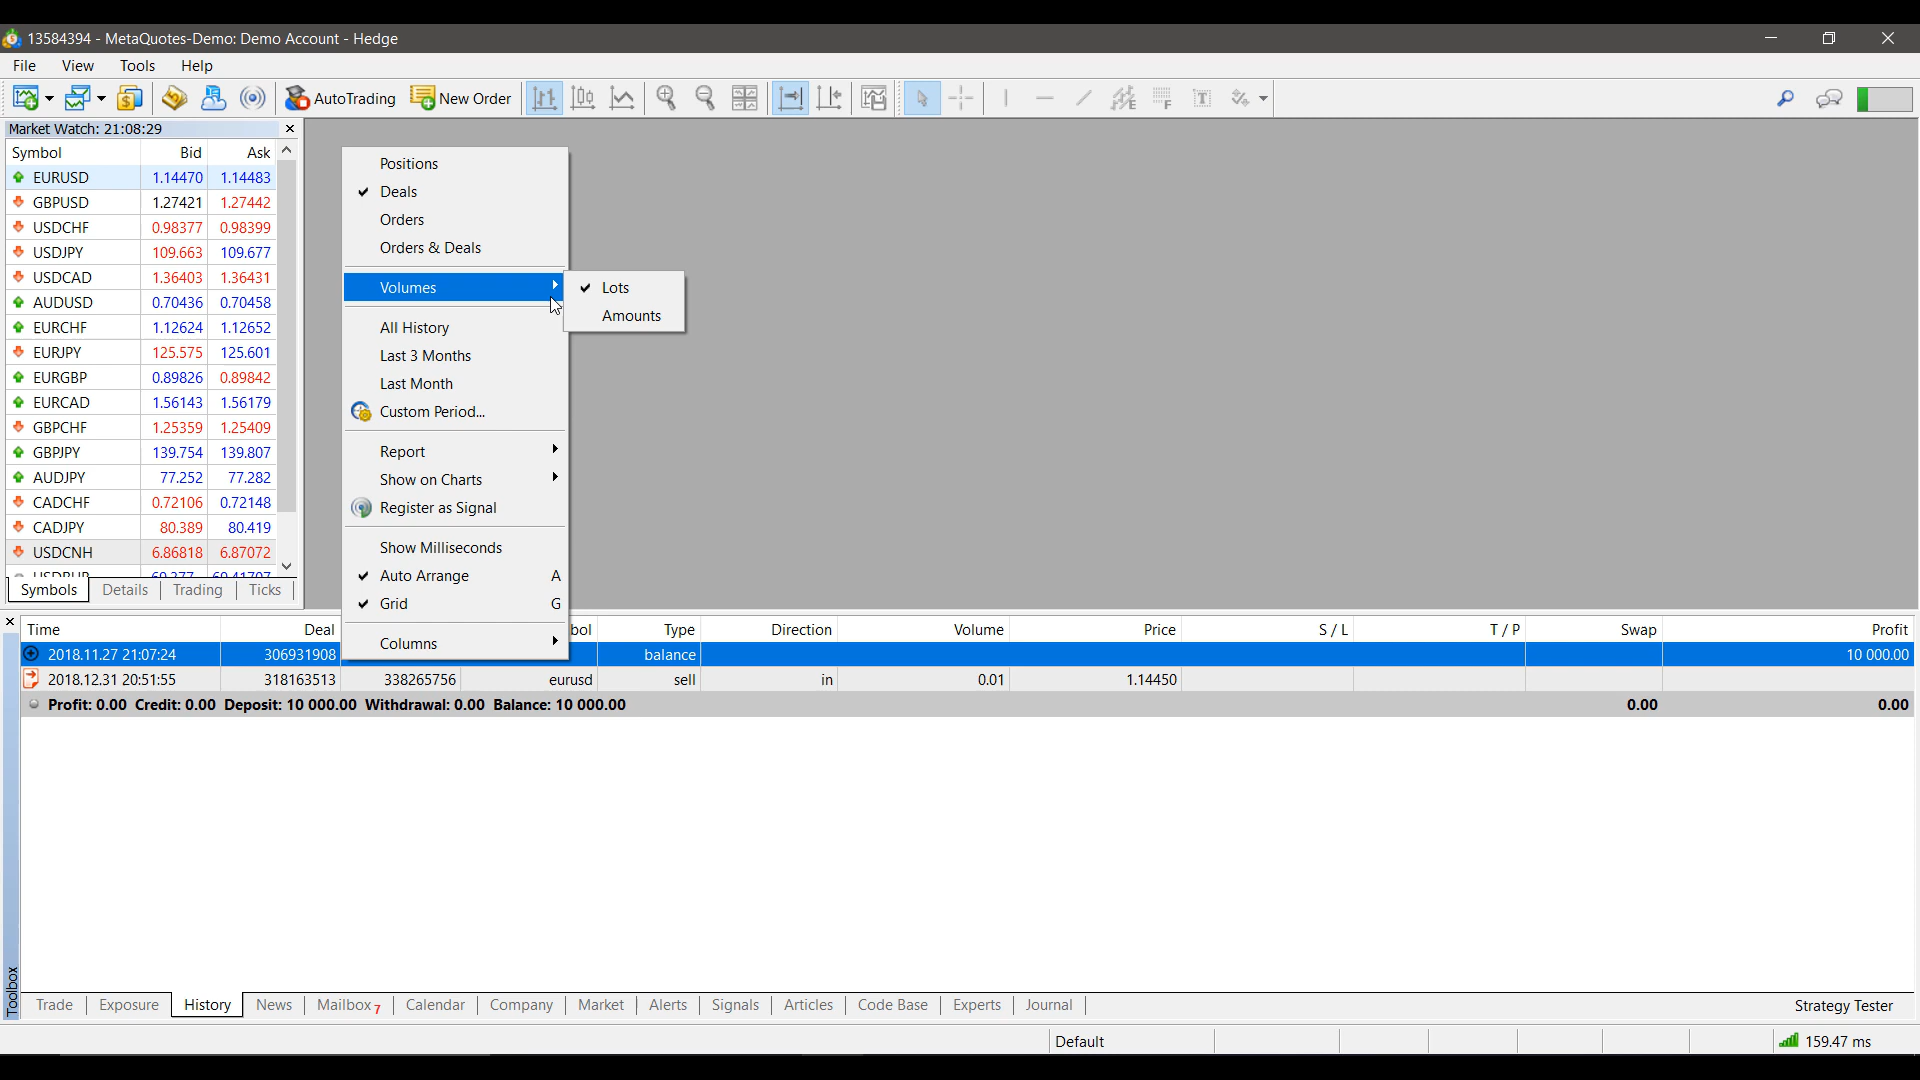 13584394 - MetaQuotes-Demo: Demo Account - Hedge
File View Tools Help
AutoTrading New Order
Market Watch: 21:08:29
Symbol Bid Ask
EURUSD 1.14470 1.14483
GBPUSD 1.27421 1.27442
USDCHF 0.98377 0.98399
USDJPY 109.663 109.677
USDCAD 1.36403 1.36431
AUDUSD 0.70436 0.70458
EURCHF 1.12624 1.12652
EURJPY 125.575 125.601
EURGBP 0.89826 0.89842
EURCAD 1.56143 1.56179
GBPCHF 1.25359 1.25409
GBPJPY 139.754 139.807
AUDJPY 77.252 77.282
CADCHF 0.72106 0.72148
CADJPY 80.389 80.419
USDCNH 6.86818 6.87072
Symbols Details Trading Ticks
Positions
Deals
Orders
Orders & Deals
Volumes
Lots
Amounts
All History
Last 3 Months
Last Month
Custom Period...
Report
Show on Charts
Register as Signal
Show Milliseconds
Auto Arrange A
Grid G
Columns
Time Deal bol Type Direction Volume Price S / L T / P Swap Profit
2018.11.27 21:07:24 306931908 balance 10 000.00
2018.12.31 20:51:55 318163513 338265756 eurusd sell in 0.01 1.14450
Profit: 0.00 Credit: 0.00 Deposit: 10 000.00 Withdrawal: 0.00 Balance: 10 000.00 0.00 0.00
Toolbox
Trade Exposure History News Mailbox 7 Calendar Company Market Alerts Signals Articles Code Base Experts Journal Strategy Tester
Default 159.47 ms